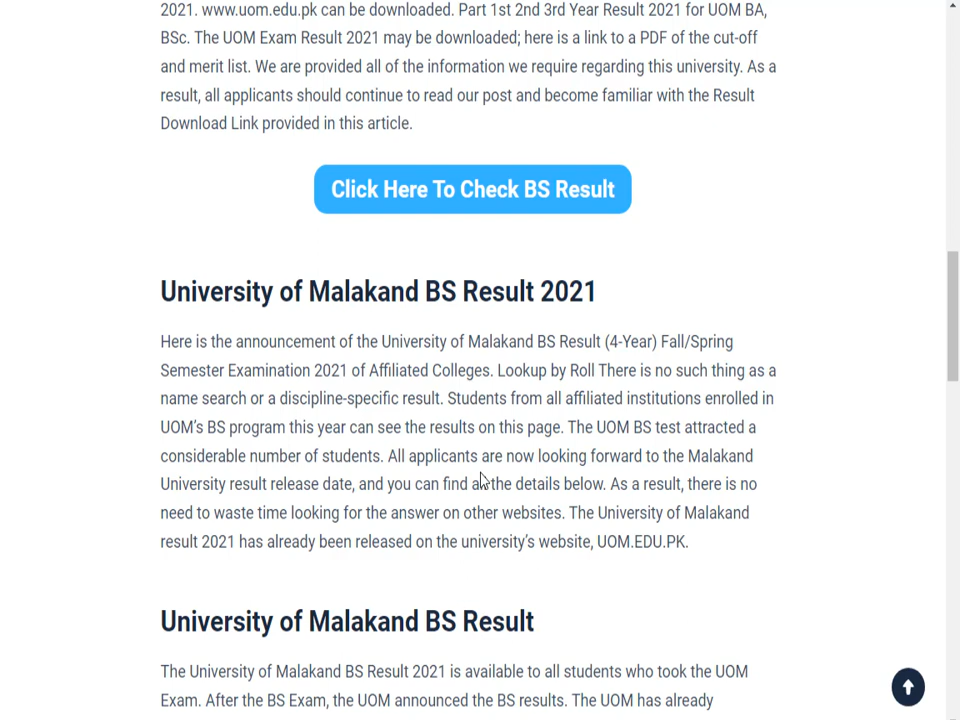 2021. www.uom.edu.pk can be downloaded. Part 1st 2nd 3rd Year Result 2021 for UOM BA,
BSc. The UOM Exam Result 2021 may be downloaded; here is a link to a PDF of the cut-off
and merit list. We are provided all of the information we require regarding this university. As a
result, all applicants should continue to read our post and become familiar with the Result
Download Link provided in this article.
Click Here To Check BS Result
University of Malakand BS Result 2021
Here is the announcement of the University of Malakand BS Result (4-Year) Fall/Spring
Semester Examination 2021 of Affiliated Colleges. Lookup by Roll There is no such thing as a
name search or a discipline-specific result. Students from all affiliated institutions enrolled in
UOM’s BS program this year can see the results on this page. The UOM BS test attracted a
considerable number of students. All applicants are now looking forward to the Malakand
University result release date, and you can find all the details below. As a result, there is no
need to waste time looking for the answer on other websites. The University of Malakand
result 2021 has already been released on the university’s website, UOM.EDU.PK.
University of Malakand BS Result
The University of Malakand BS Result 2021 is available to all students who took the UOM
Exam. After the BS Exam, the UOM announced the BS results. The UOM has already